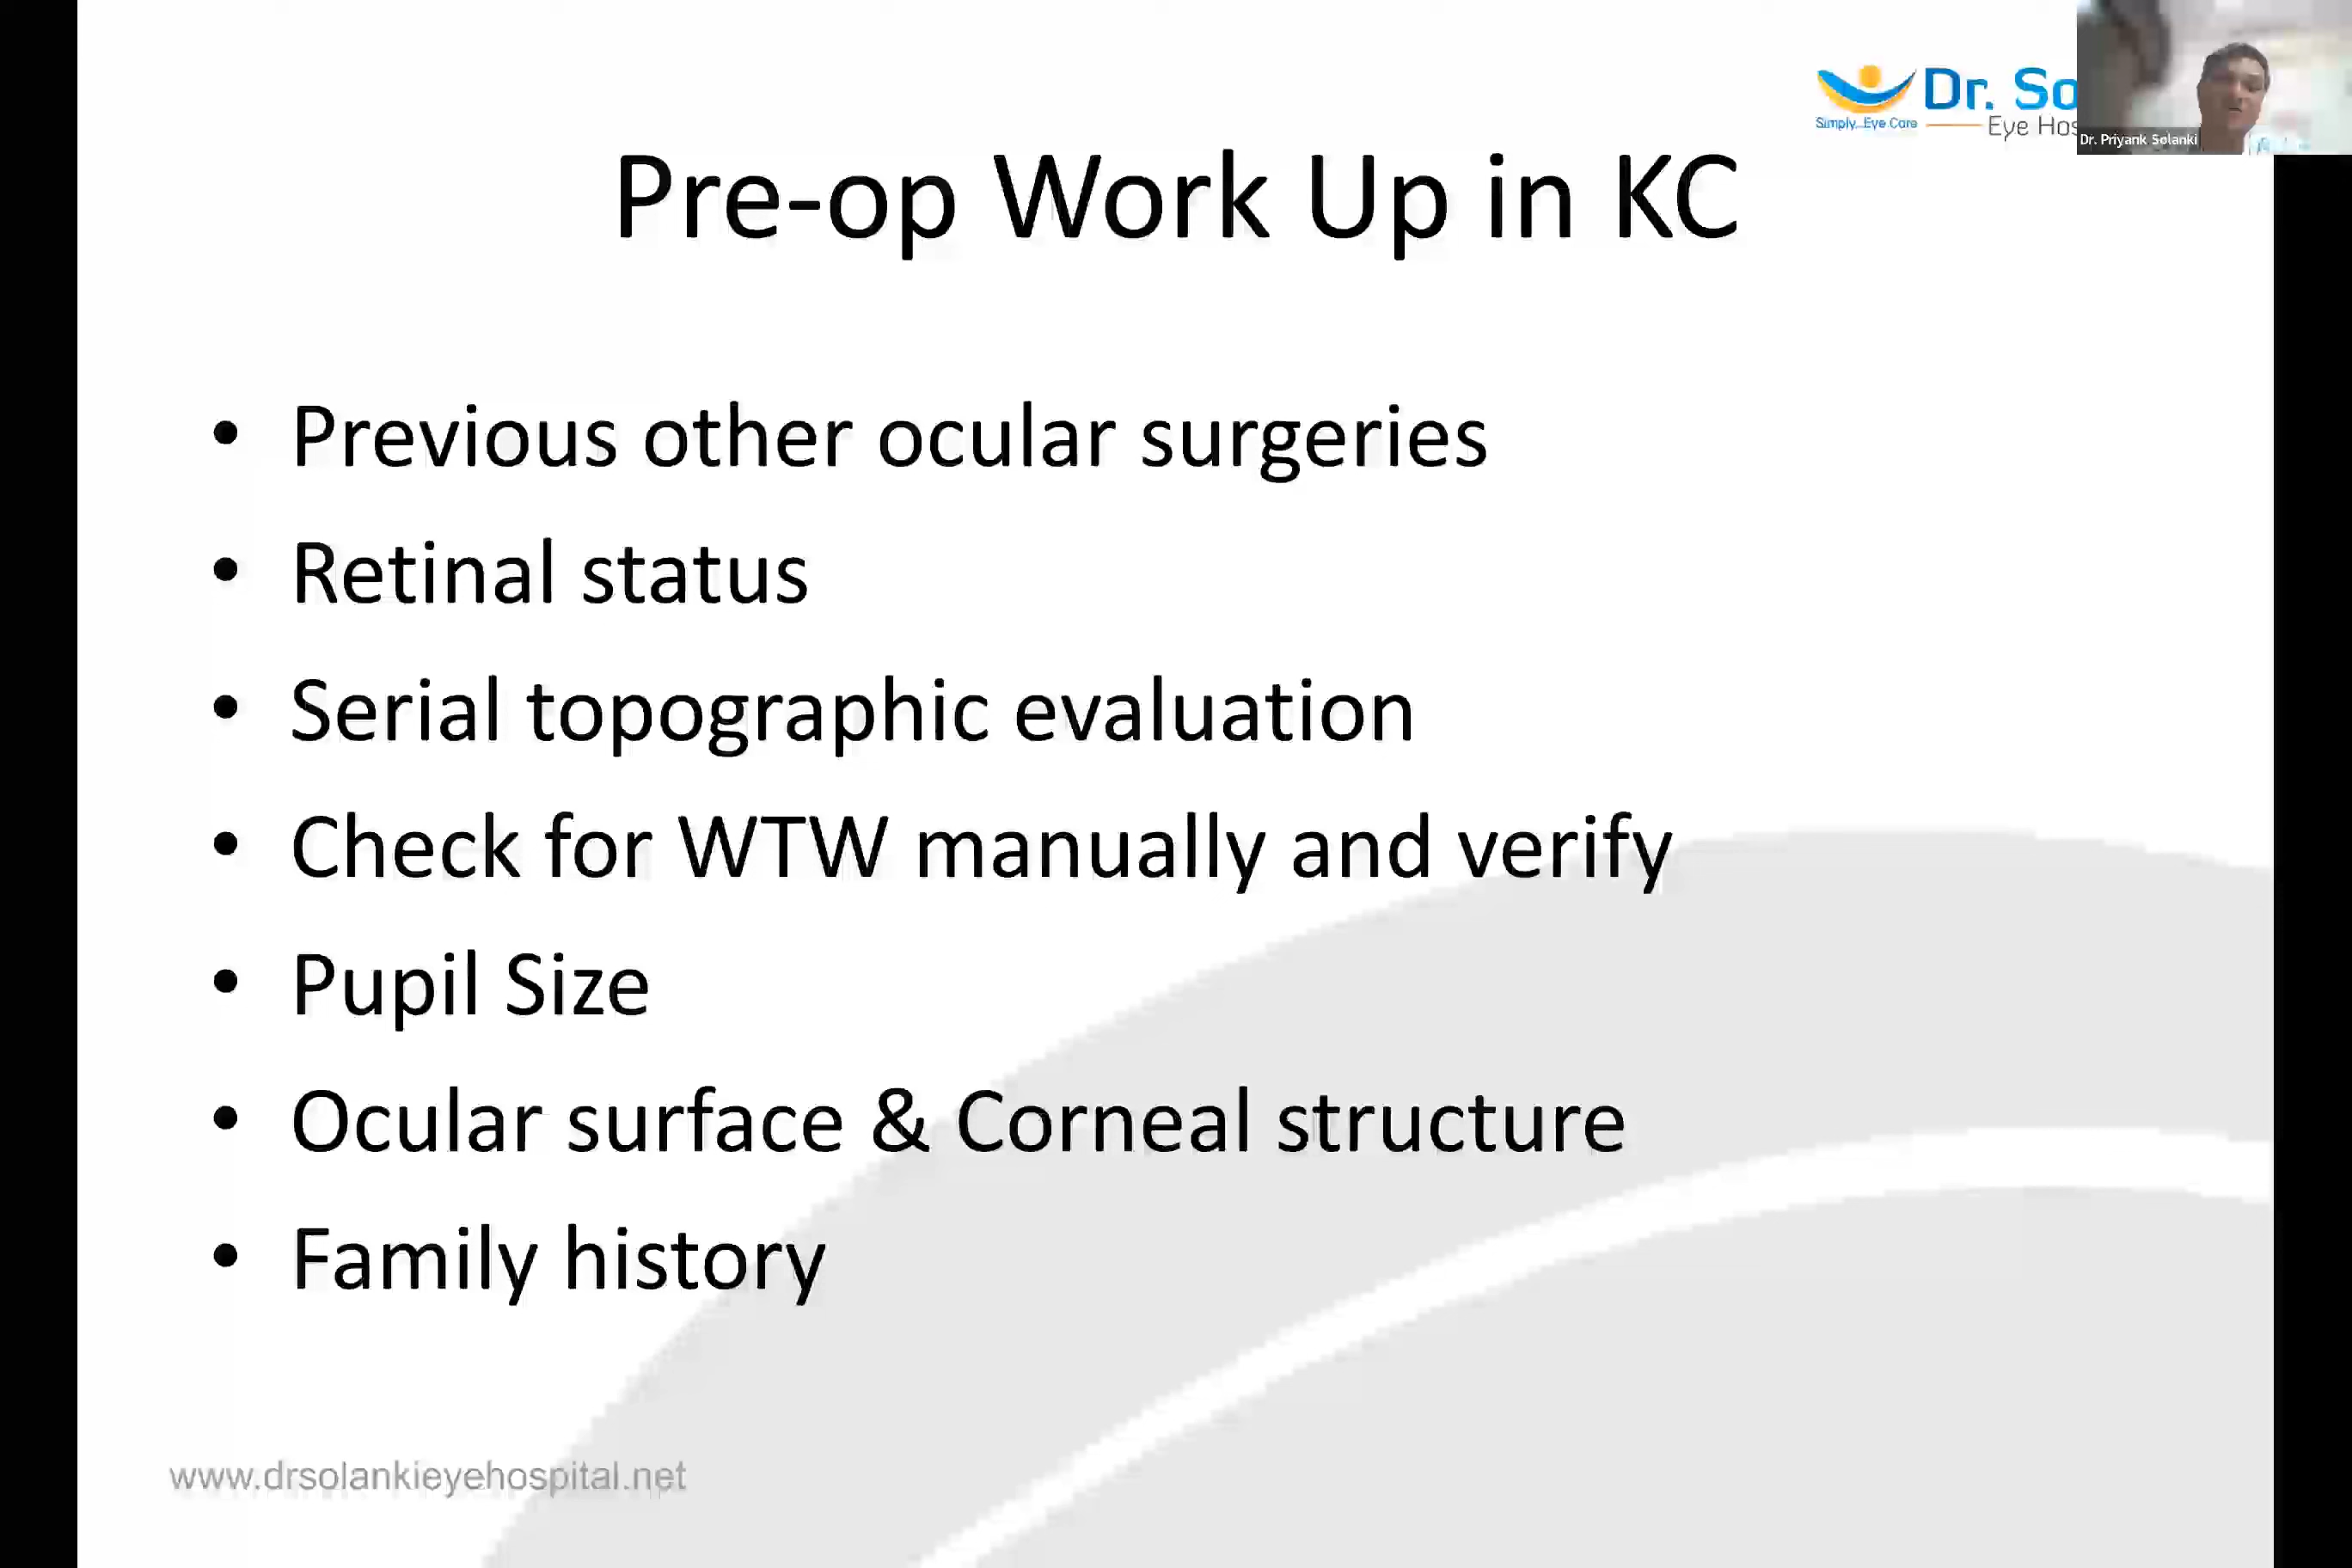 Dr. So
Simply...Eye Care
Eye Hos
Dr. Priyank Solanki
Pre-op Work Up in KC
• Previous other ocular surgeries
• Retinal status
• Serial topographic evaluation
• Check for WTW manually and verify
• Pupil Size
• Ocular surface & Corneal structure
• Family history
www.drsolankieyehospital.net